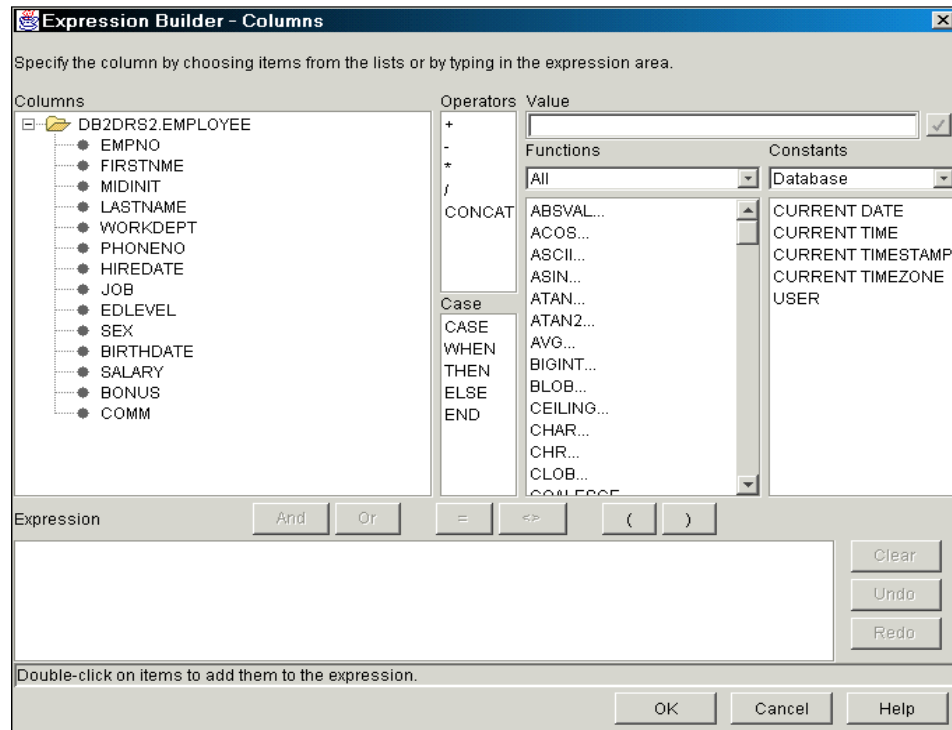 Expression Builder - Columns
Specify the column by choosing items from the lists or by typing in the expression area.
Columns
DB2DRS2.EMPLOYEE
EMPNO
FIRSTNME
MIDINIT
LASTNAME
WORKDEPT
PHONENO
HIREDATE
JOB
EDLEVEL
SEX
BIRTHDATE
SALARY
BONUS
COMM
Operators
+
-
*
/
CONCAT
Case
CASE
WHEN
THEN
ELSE
END
Value
Functions
All
ABSVAL...
ACOS...
ASCII...
ASIN...
ATAN...
ATAN2...
AVG...
BIGINT...
BLOB...
CEILING...
CHAR...
CHR...
CLOB...
COALESCE...
Constants
Database
CURRENT DATE
CURRENT TIME
CURRENT TIMESTAMP
CURRENT TIMEZONE
USER
Expression
And
Or
=
<>
(
)
Clear
Undo
Redo
Double-click on items to add them to the expression.
OK
Cancel
Help